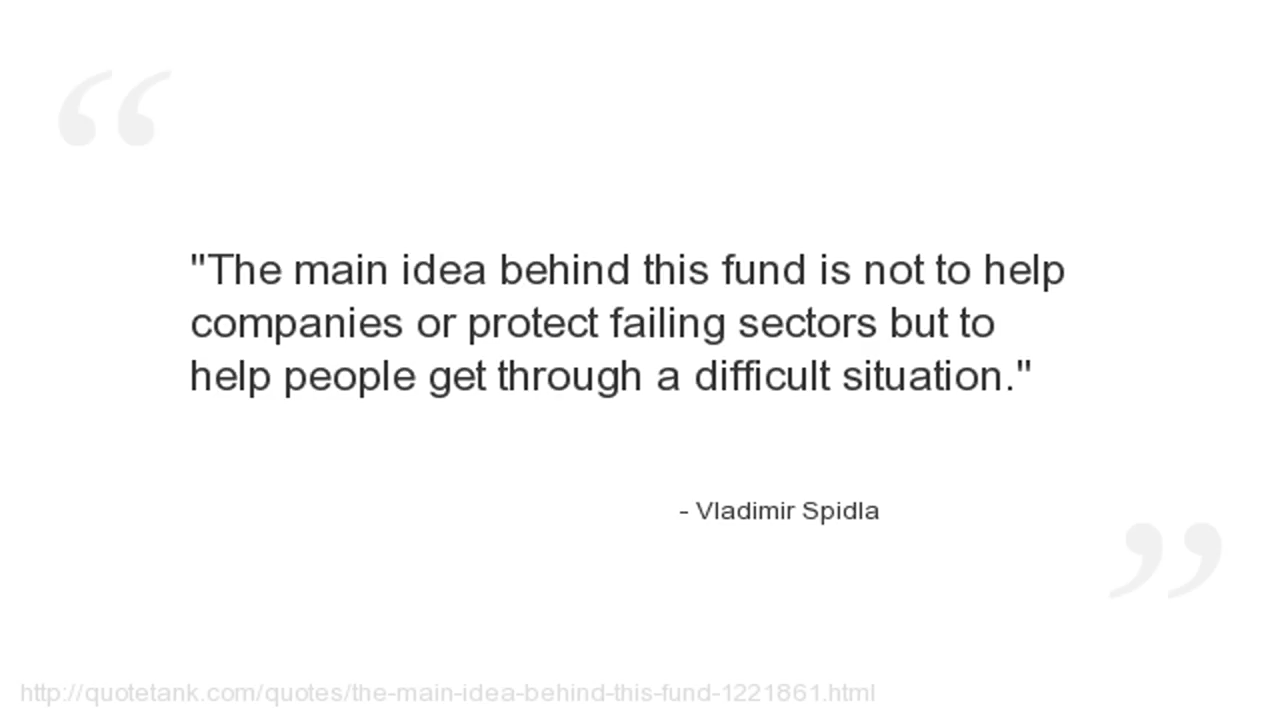 "The main idea behind this fund is not to help
companies or protect failing sectors but to
help people get through a difficult situation."
- Vladimir Spidla
http://quotetank.com/quotes/the-main-idea-behind-this-fund-1221861.html